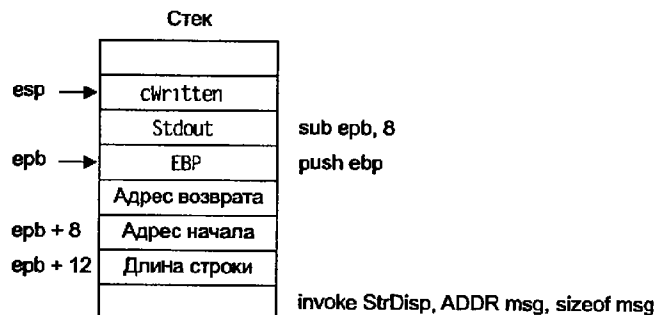 Стек
esp cWritten
Stdout sub epb, 8
epb EBP push ebp
Адрес возврата
epb + 8 Адрес начала
epb + 12 Длина строки
invoke StrDisp, ADDR msg, sizeof msg